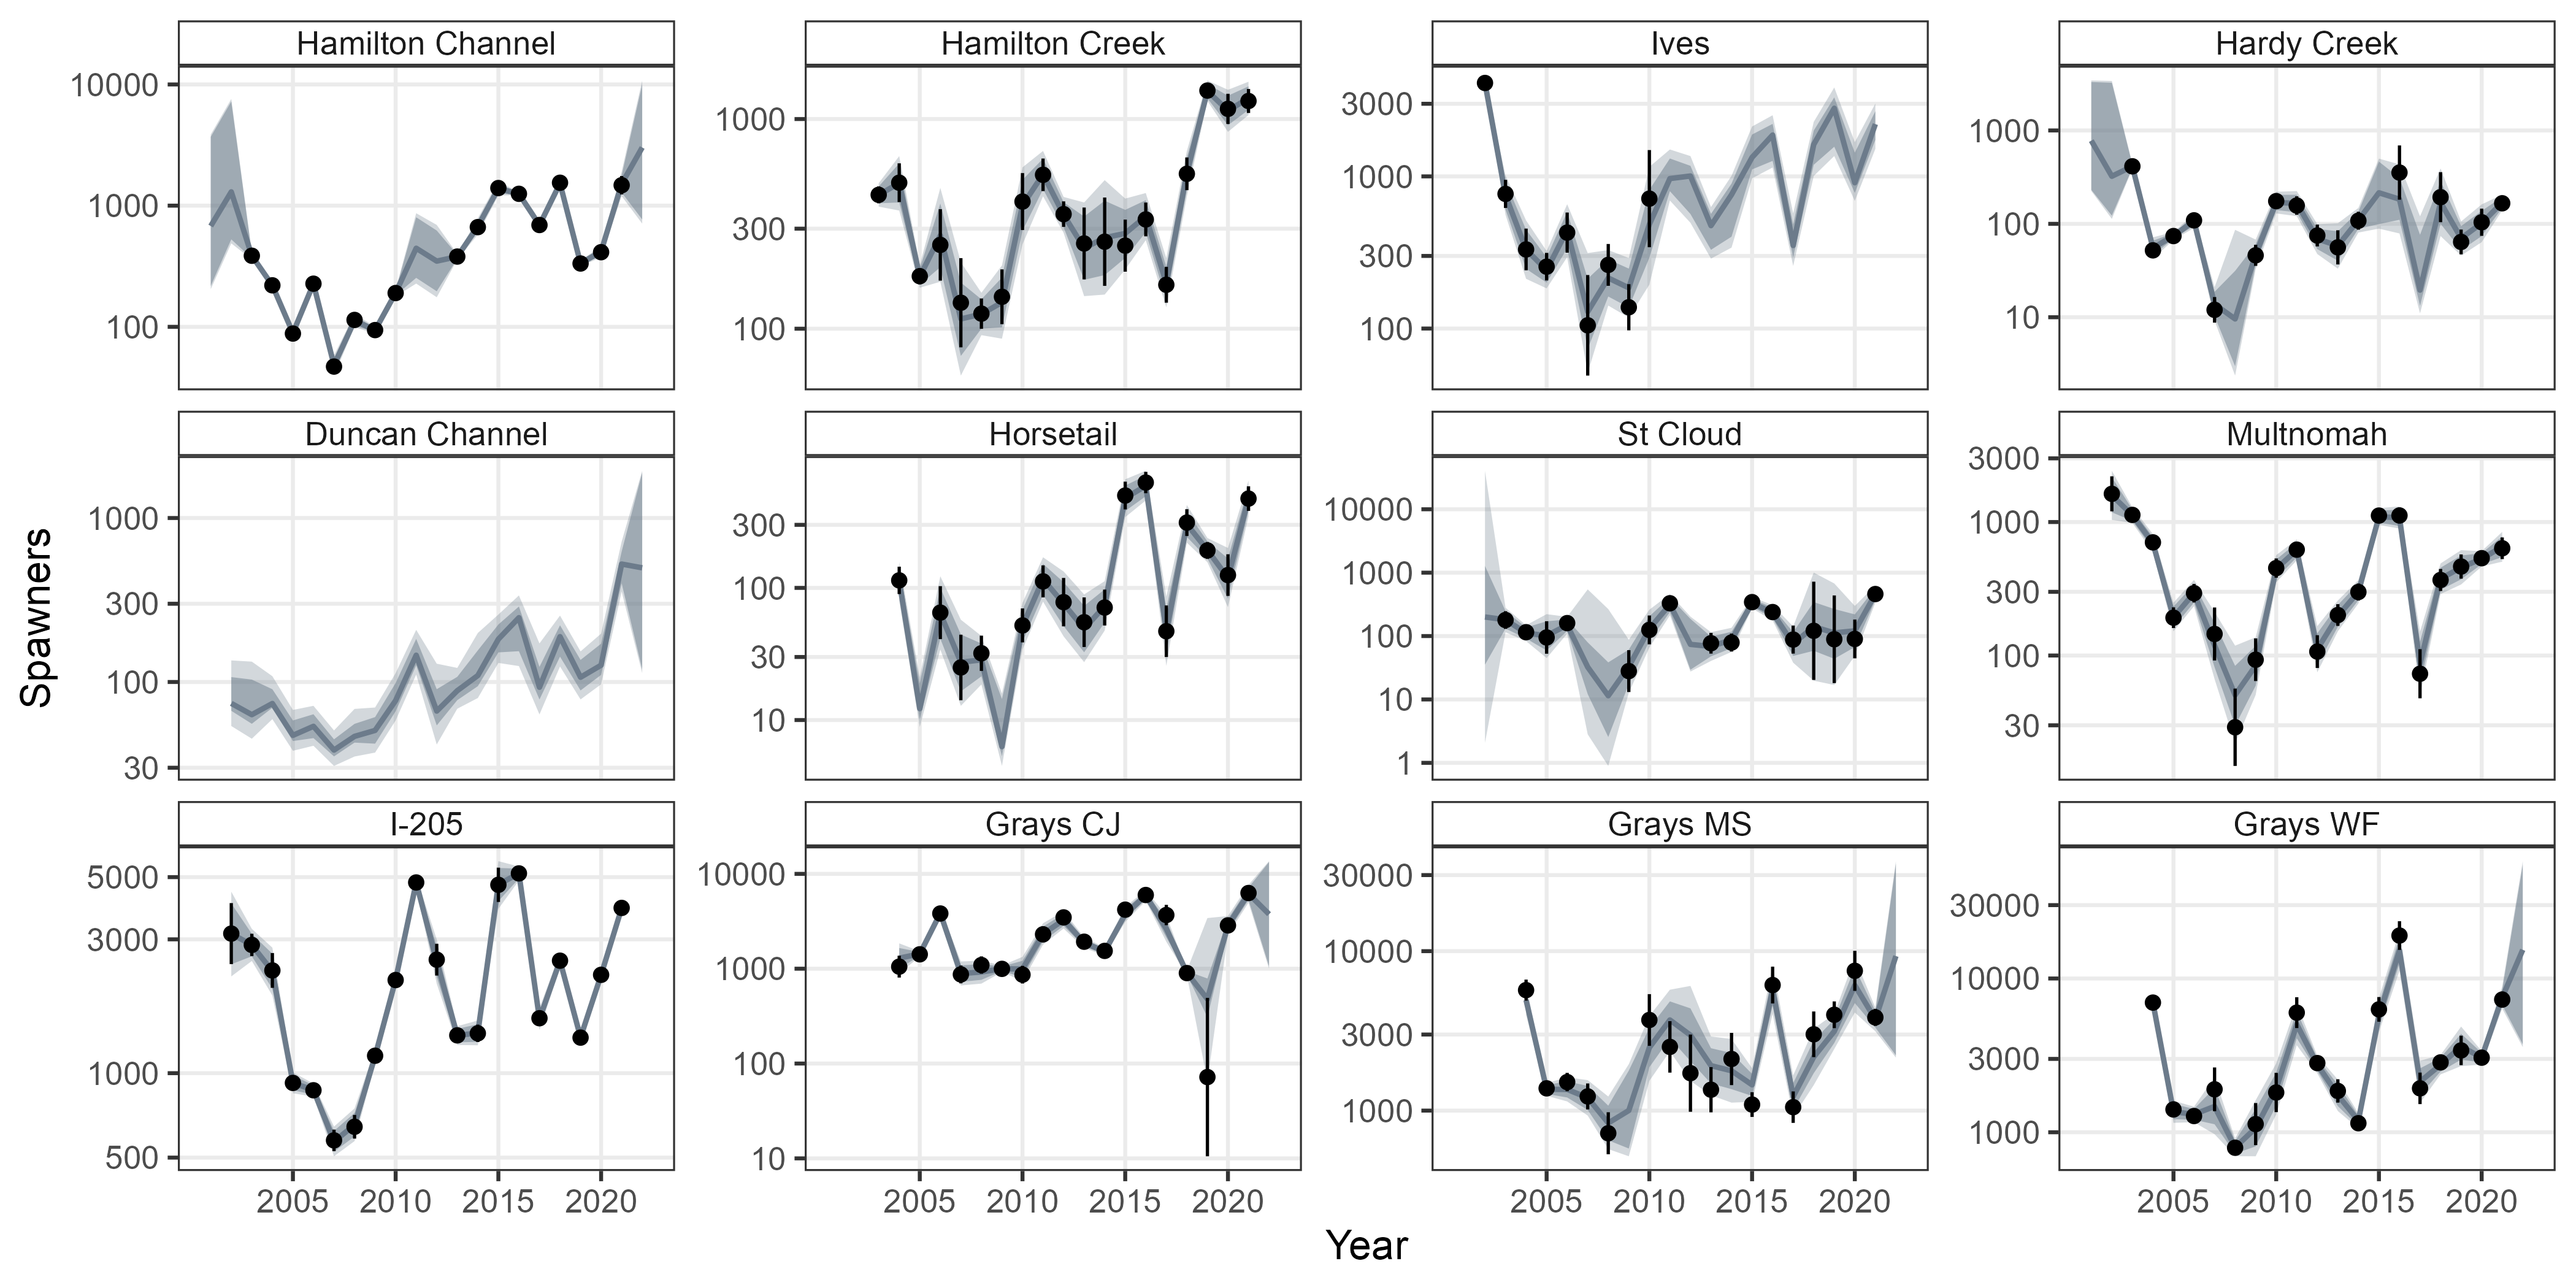 Hamilton Channel
Hamilton Creek
Ives
Hardy Creek
10000
1000
100
1000
300
100
3000
1000
300
100
1000
100
10
Duncan Channel
Horsetail
St Cloud
Multnomah
1000
300
100
30
300
100
30
10
10000
1000
100
10
1
3000
1000
300
100
30
I-205
Grays CJ
Grays MS
Grays WF
5000
3000
1000
500
10000
1000
100
10
30000
10000
3000
1000
30000
10000
3000
1000
2005 2010 2015 2020
2005 2010 2015 2020
2005 2010 2015 2020
2005 2010 2015 2020
Spawners
Year